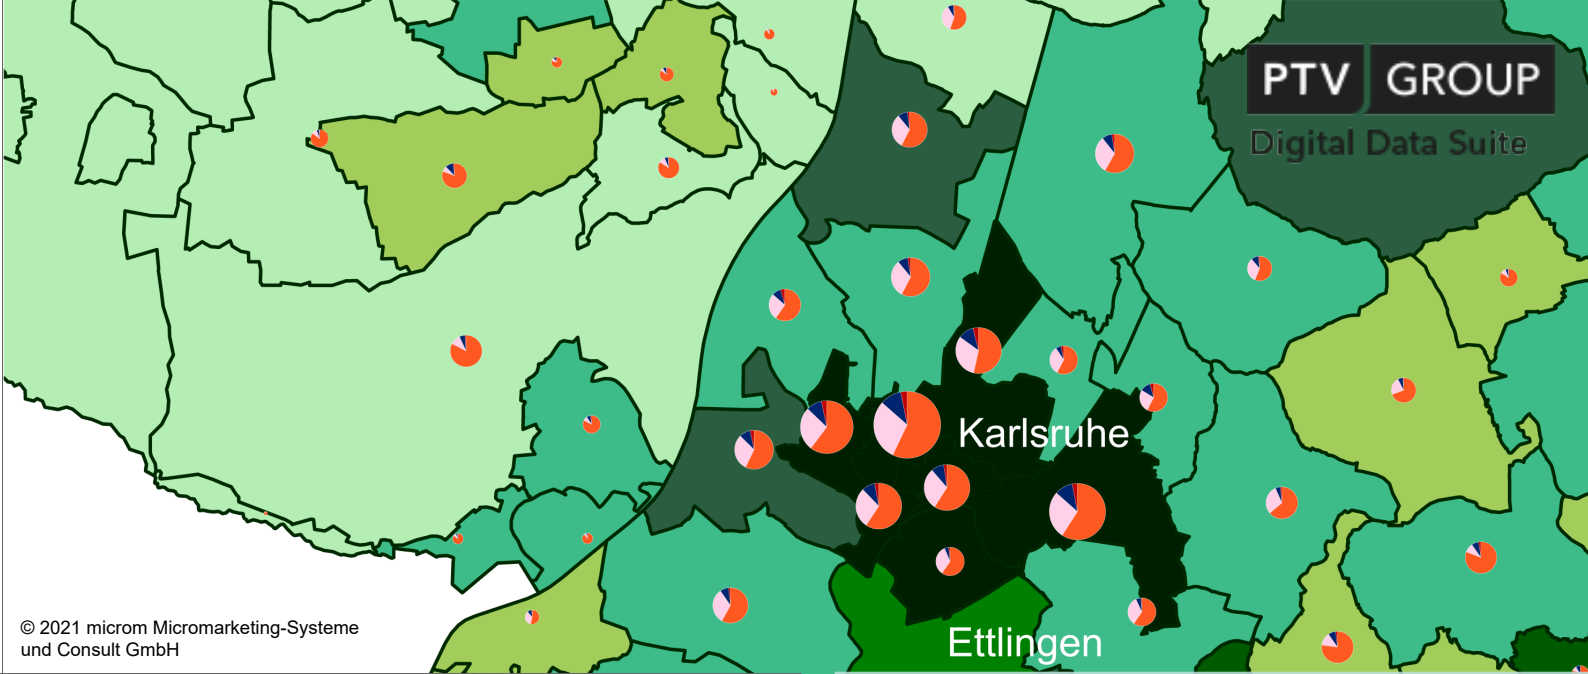 PTV GROUP
Digital Data Suite
Karlsruhe
Ettlingen
© 2021 microm Micromarketing-Systeme
und Consult GmbH